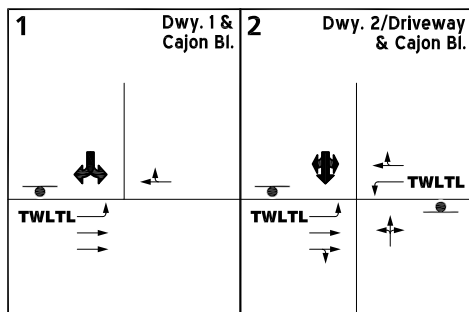 1
Dwy. 1 &
Cajon Bl.
TWLTL
2
Dwy. 2/Driveway
& Cajon Bl.
TWLTL
TWLTL